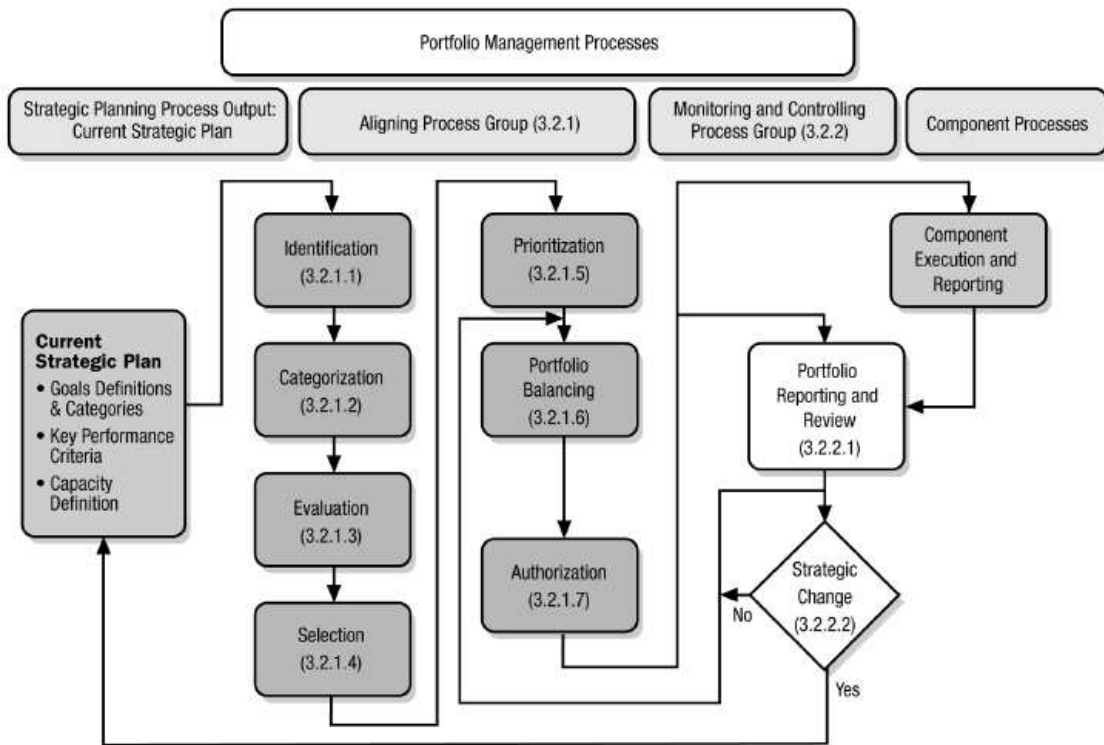 Portfolio Management Processes
Strategic Planning Process Output:
Current Strategic Plan
Aligning Process Group (3.2.1)
Monitoring and Controlling
Process Group (3.2.2)
Component Processes
Identification
(3.2.1.1)
Prioritization
(3.2.1.5)
Component
Execution and
Reporting
Current
Strategic Plan
• Goals Definitions
& Categories
• Key Performance
Criteria
• Capacity
Definition
Categorization
(3.2.1.2)
Portfolio
Balancing
(3.2.1.6)
Portfolio
Reporting and
Review
(3.2.2.1)
Evaluation
(3.2.1.3)
Authorization
(3.2.1.7)
Strategic
Change
(3.2.2.2)
No
Selection
(3.2.1.4)
Yes